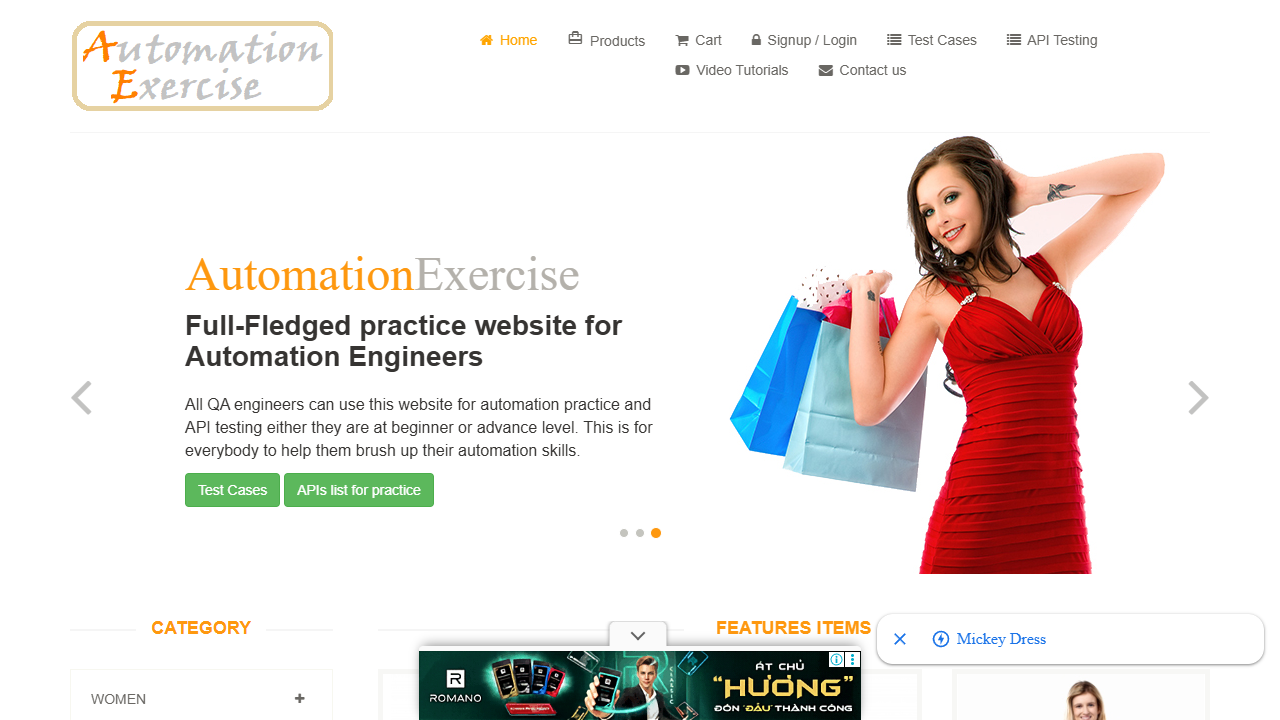 Automation
Exercise
Home
Products
Cart
Signup / Login
Test Cases
API Testing
Video Tutorials
Contact us
AutomationExercise
Full-Fledged practice website for
Automation Engineers
All QA engineers can use this website for automation practice and
API testing either they are at beginner or advance level. This is for
everybody to help them brush up their automation skills.
Test Cases
APIs list for practice
CATEGORY
FEATURES ITEMS
Mickey Dress
WOMEN
R
ROMANO
CLASSIC
ÁT CHỦ
“HƯƠNG”
ĐÓN ĐẦU THÀNH CÔNG